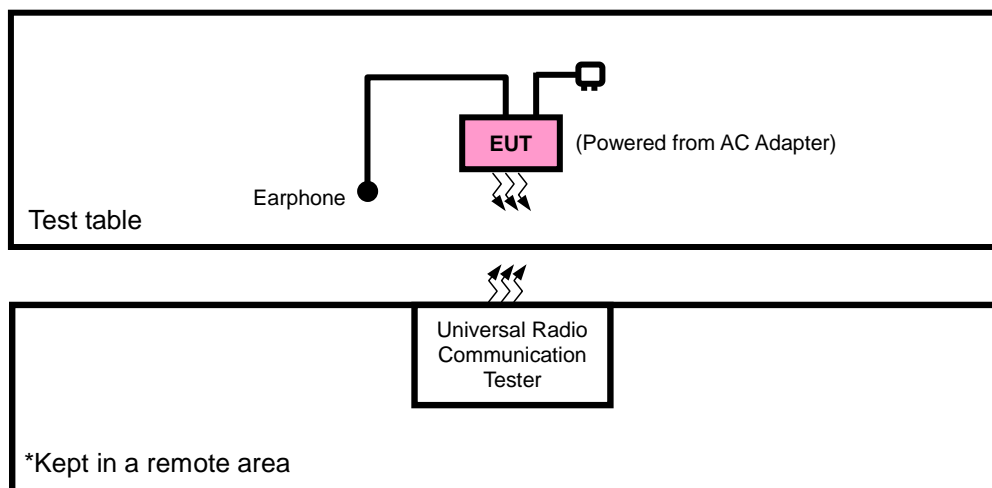 EUT
(Powered from AC Adapter)
Earphone
Test table
Universal Radio
Communication
Tester
*Kept in a remote area